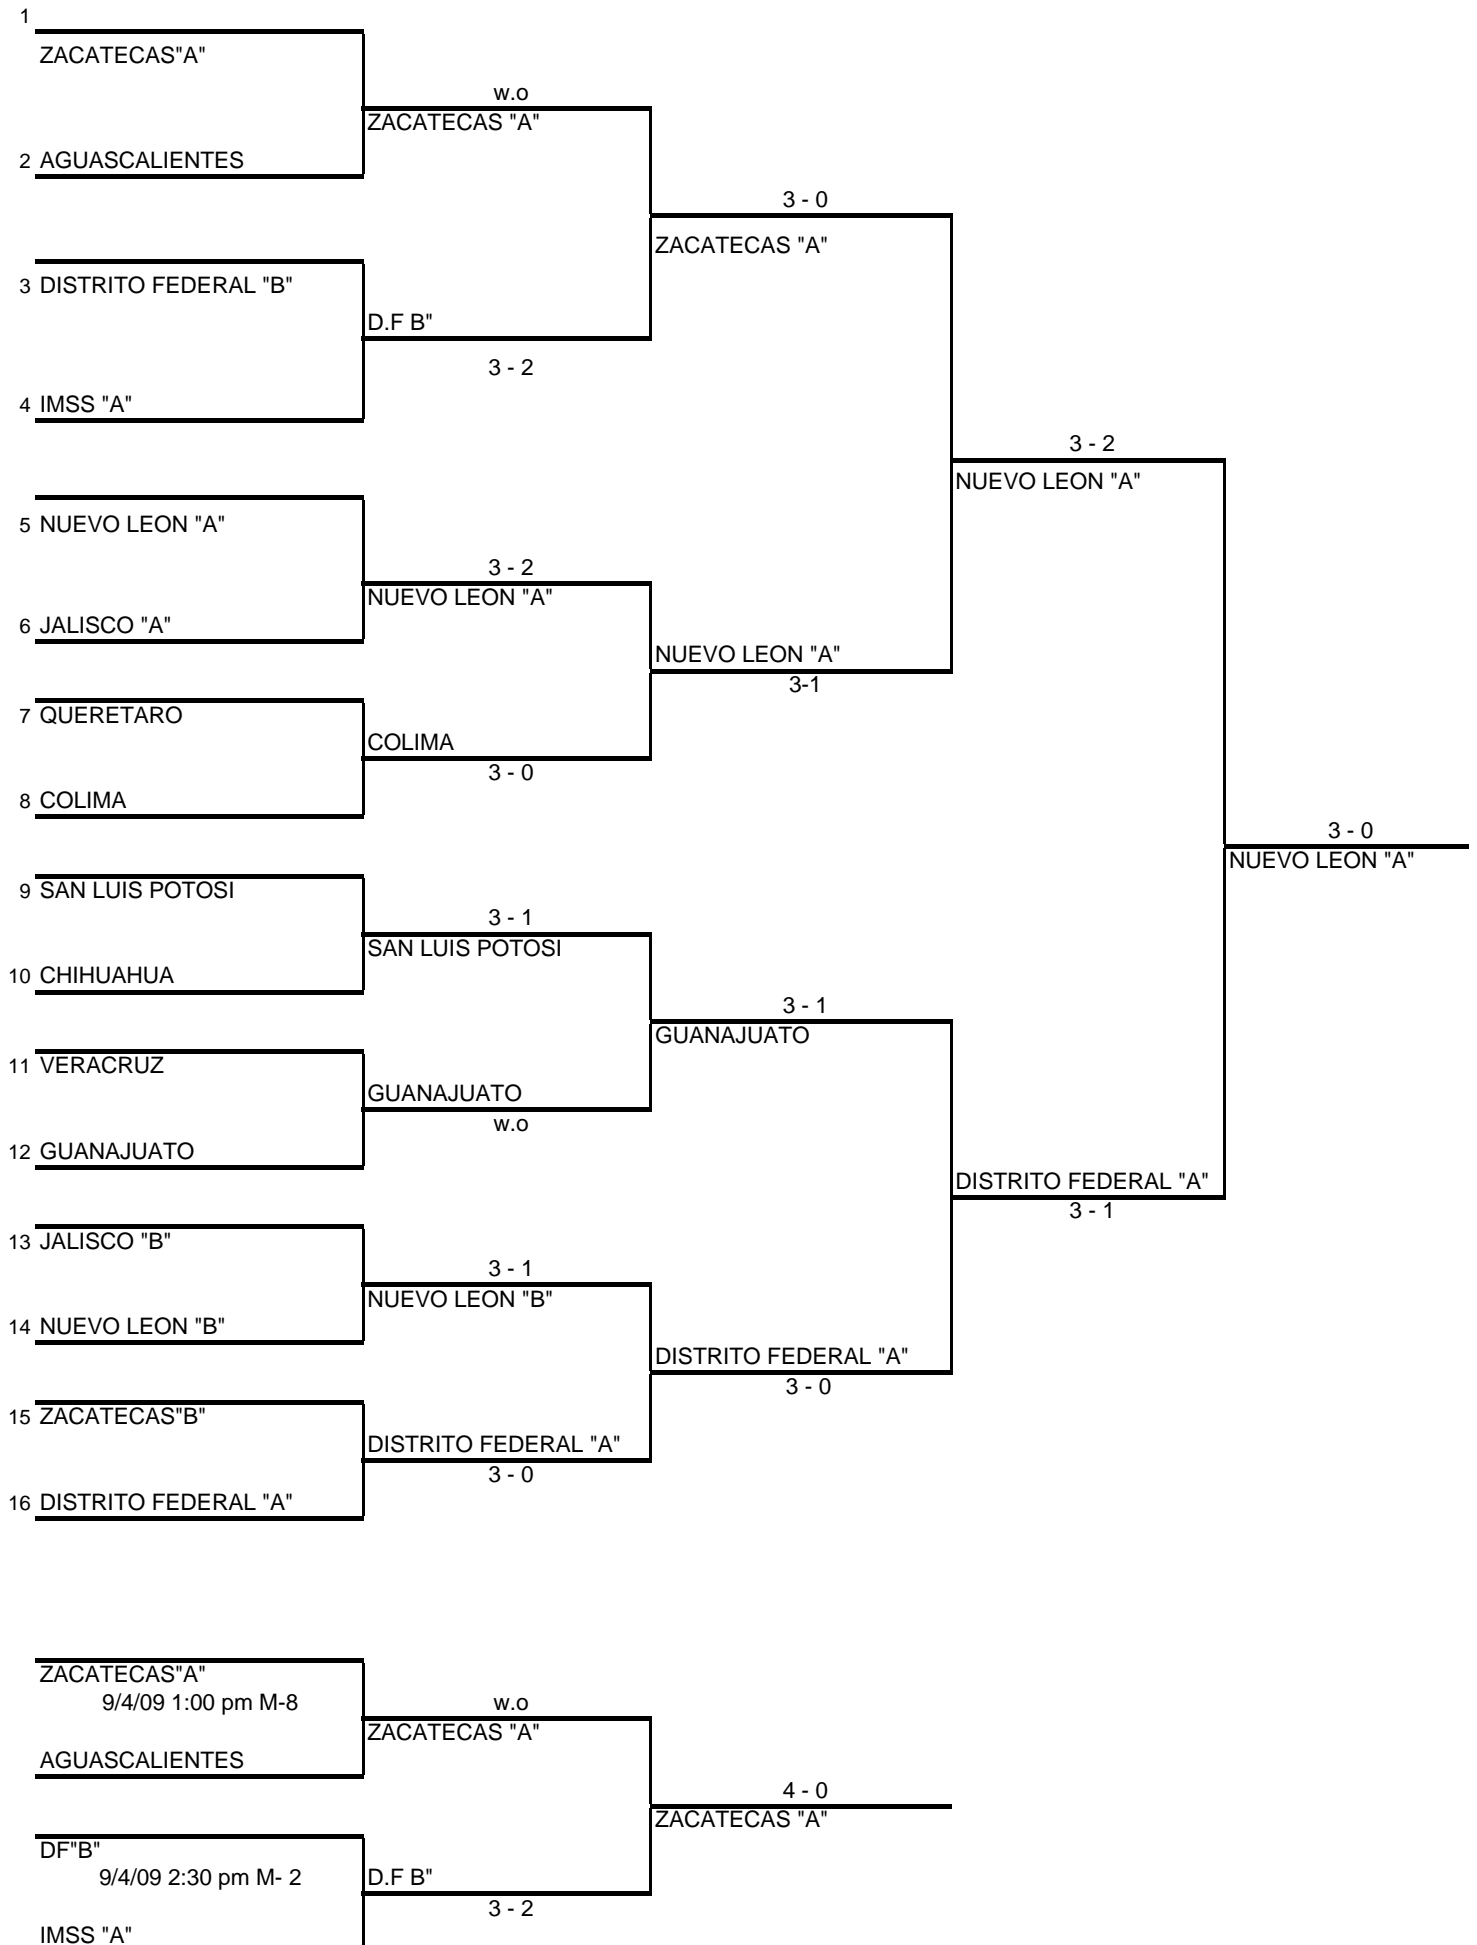 1
ZACATECAS"A"
w.o
ZACATECAS "A"
2 AGUASCALIENTES
3 - 0
ZACATECAS "A"
3 DISTRITO FEDERAL "B"
D.F B"
3 - 2
4 IMSS "A"
3 - 2
NUEVO LEON "A"
5 NUEVO LEON "A"
3 - 2
NUEVO LEON "A"
6 JALISCO "A"
NUEVO LEON "A"
3-1
7 QUERETARO
COLIMA
3 - 0
8 COLIMA
3 - 0
NUEVO LEON "A"
9 SAN LUIS POTOSI
3 - 1
SAN LUIS POTOSI
10 CHIHUAHUA
3 - 1
GUANAJUATO
11 VERACRUZ
GUANAJUATO
w.o
12 GUANAJUATO
DISTRITO FEDERAL "A"
3 - 1
13 JALISCO "B"
3 - 1
NUEVO LEON "B"
14 NUEVO LEON "B"
DISTRITO FEDERAL "A"
3 - 0
15 ZACATECAS"B"
DISTRITO FEDERAL "A"
3 - 0
16 DISTRITO FEDERAL "A"
ZACATECAS"A"
9/4/09 1:00 pm M-8
w.o
ZACATECAS "A"
AGUASCALIENTES
4 - 0
ZACATECAS "A"
DF"B"
9/4/09 2:30 pm M- 2
D.F B"
3 - 2
IMSS "A"